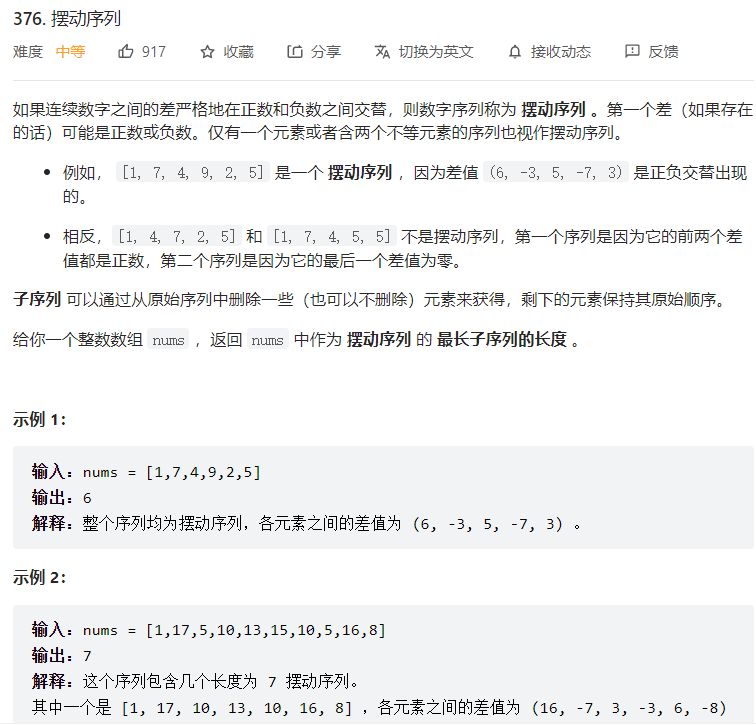 376. 摆动序列
难度 中等 917 收藏 分享 切换为英文 接收动态 反馈
如果连续数字之间的差严格地在正数和负数之间交替，则数字序列称为 摆动序列 。第一个差（如果存在
的话）可能是正数或负数。仅有一个元素或者含两个不等元素的序列也视作摆动序列。
• 例如， [1, 7, 4, 9, 2, 5] 是一个 摆动序列 ，因为差值 (6, -3, 5, -7, 3) 是正负交替出现
的。
• 相反， [1, 4, 7, 2, 5] 和 [1, 7, 4, 5, 5] 不是摆动序列，第一个序列是因为它的前两个差
值都是正数，第二个序列是因为它的最后一个差值为零。
子序列 可以通过从原始序列中删除一些（也可以不删除）元素来获得，剩下的元素保持其原始顺序。
给你一个整数数组 nums ，返回 nums 中作为 摆动序列 的 最长子序列的长度 。
示例 1：
输入：nums = [1,7,4,9,2,5]
输出：6
解释：整个序列均为摆动序列，各元素之间的差值为 (6, -3, 5, -7, 3) 。
示例 2：
输入：nums = [1,17,5,10,13,15,10,5,16,8]
输出：7
解释：这个序列包含几个长度为 7 摆动序列。
其中一个是 [1, 17, 10, 13, 10, 16, 8] ，各元素之间的差值为 (16, -7, 3, -3, 6, -8)